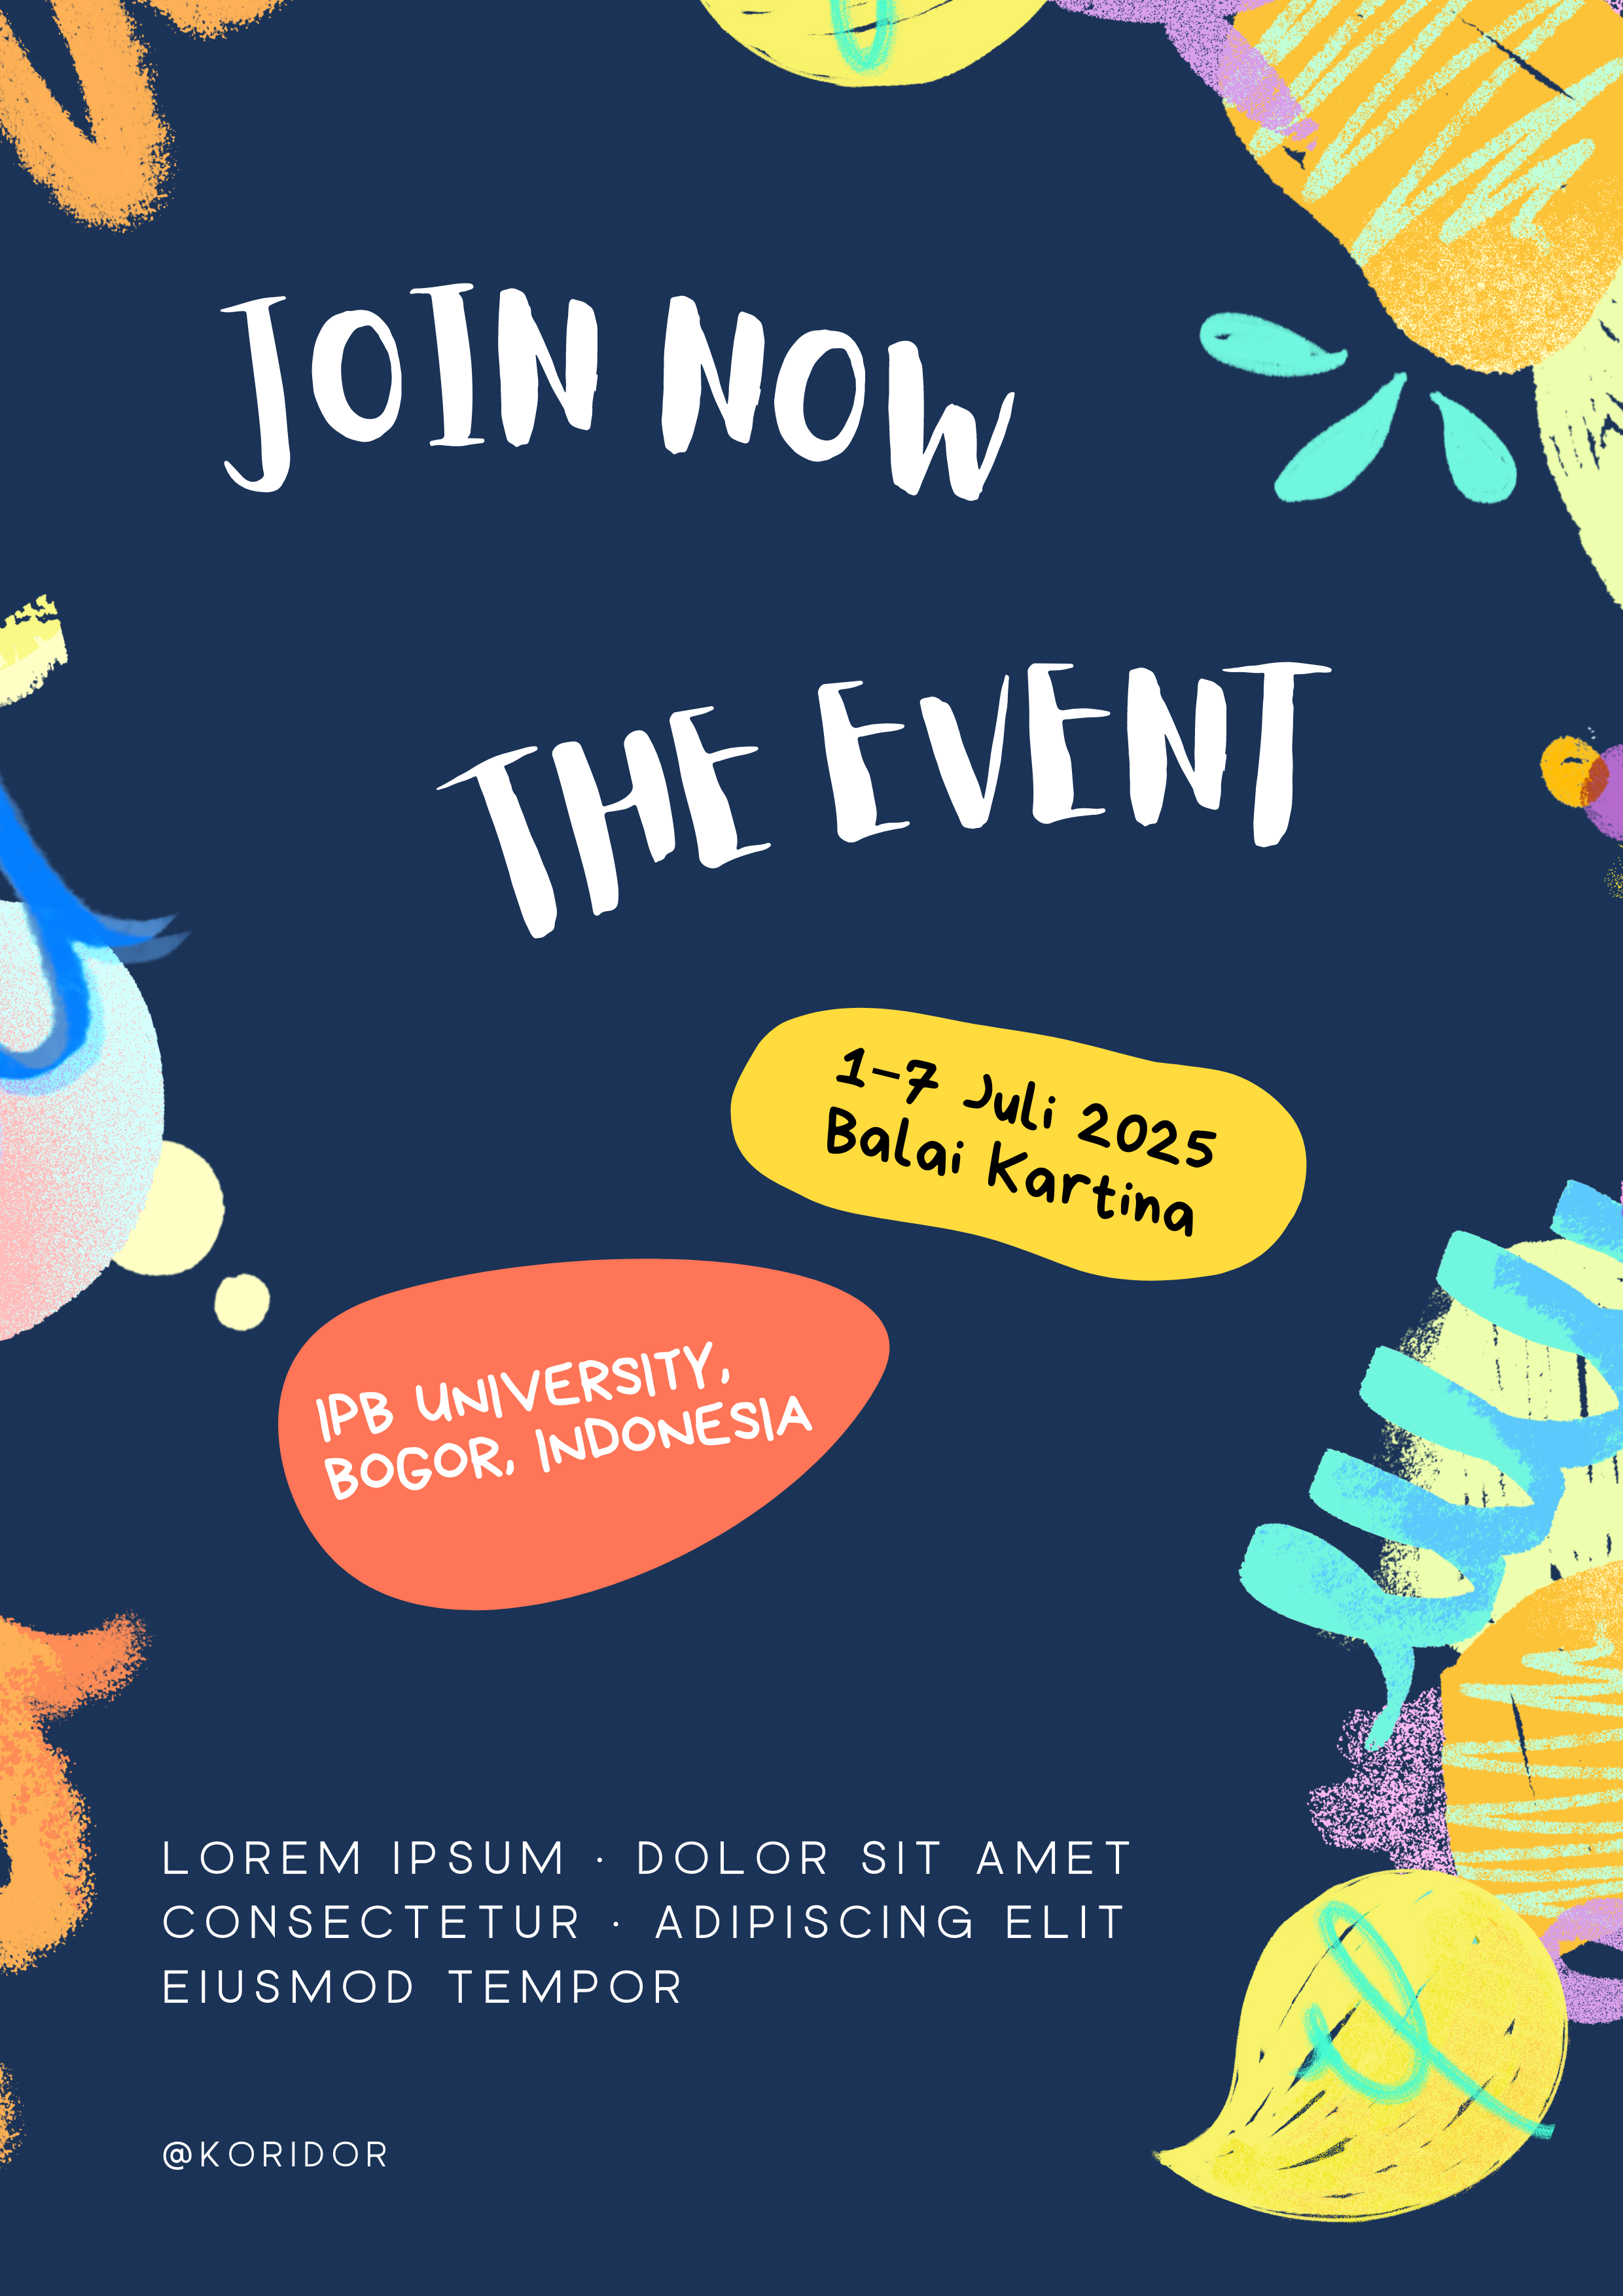 JOIN NOW
THE EVENT
1-7 Juli 2025
Balai Kartina
IPB UNIVERSITY,
BOGOR, INDONESIA
LOREM IPSUM · DOLOR SIT AMET
CONSECTETUR · ADIPISCING ELIT
EIUSMOD TEMPOR
@KORIDOR